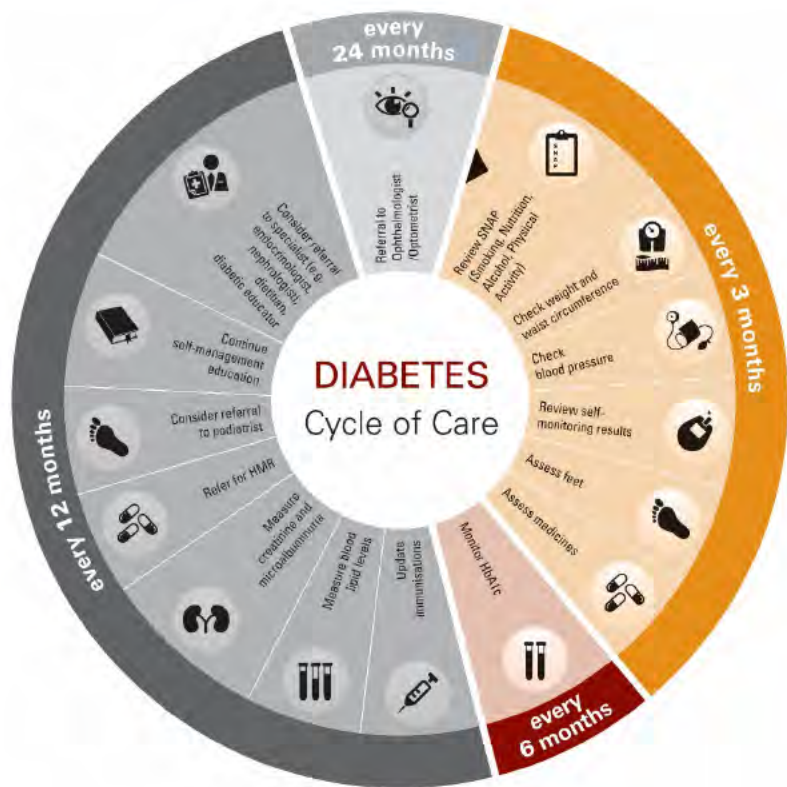 DIABETES
Cycle of Care
every
24 months
Referral to
Ophthalmologist
/Optometrist
every 3 months
SNAP
Review SNAP
(Smoking, Nutrition,
Alcohol, Physical
Activity)
Check weight and
waist circumference
Check
blood pressure
Review self-
monitoring results
Assess feet
Assess medicines
every
6 months
Monitor HbA1c
every 12 months
Update
immunisations
Measure blood
lipid levels
Measure
creatinine and
microalbuminuria
Refer for HMR
Consider referral
to podiatrist
Continue
self-management
education
Consider referral
to specialist (e.g.
endocrinologist,
nephrologist),
dietitian,
diabetic educator